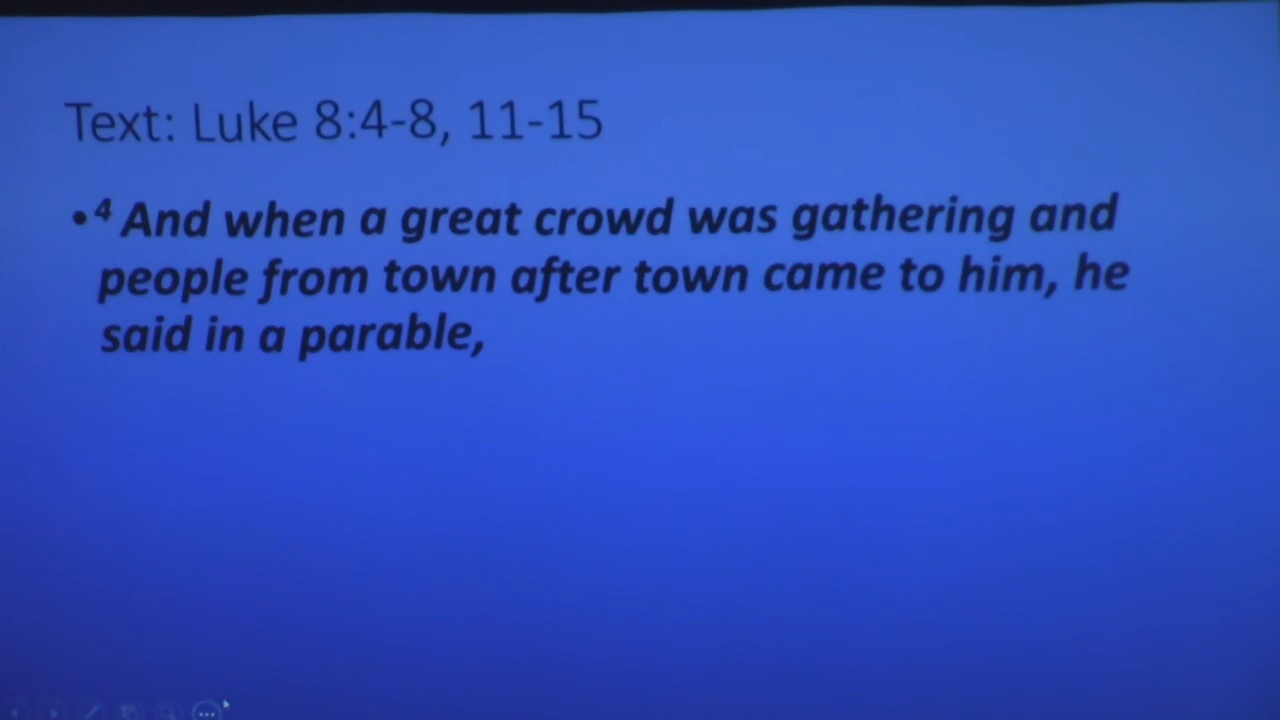 Text: Luke 8:4-8, 11-15
• ⁴ And when a great crowd was gathering and
people from town after town came to him, he
said in a parable,